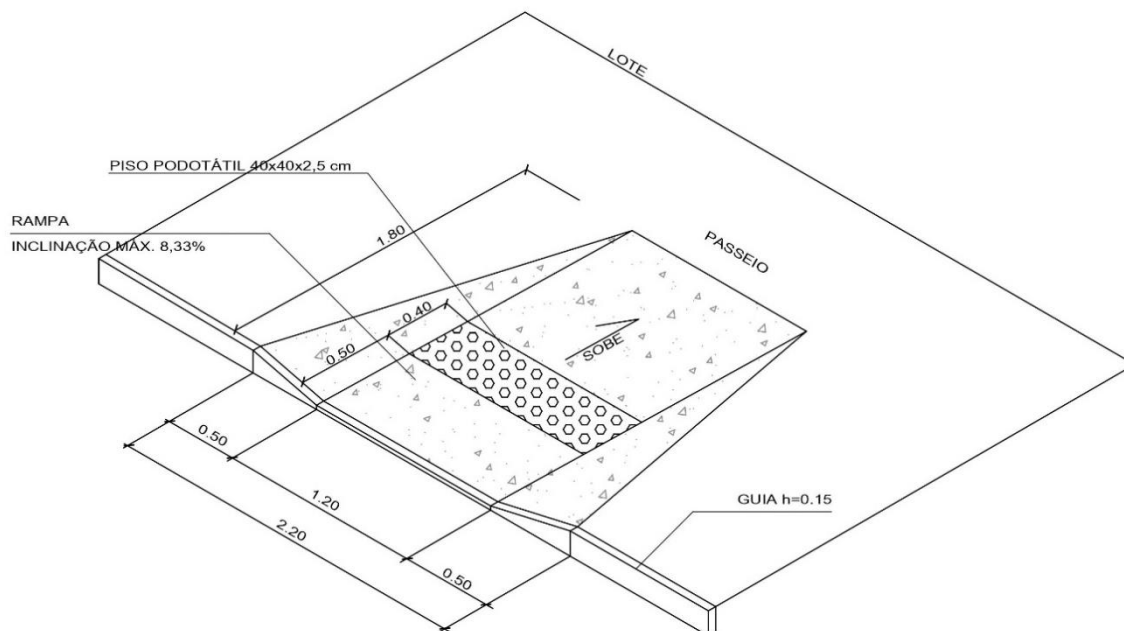 LOTE
PISO PODOTÁTIL 40x40x2,5 cm
RAMPA
INCLINAÇÃO MÁX. 8,33%
1.80
PASSEIO
0.40
0.50
SOBE
0.50
1.20
2.20
0.50
GUIA h=0.15